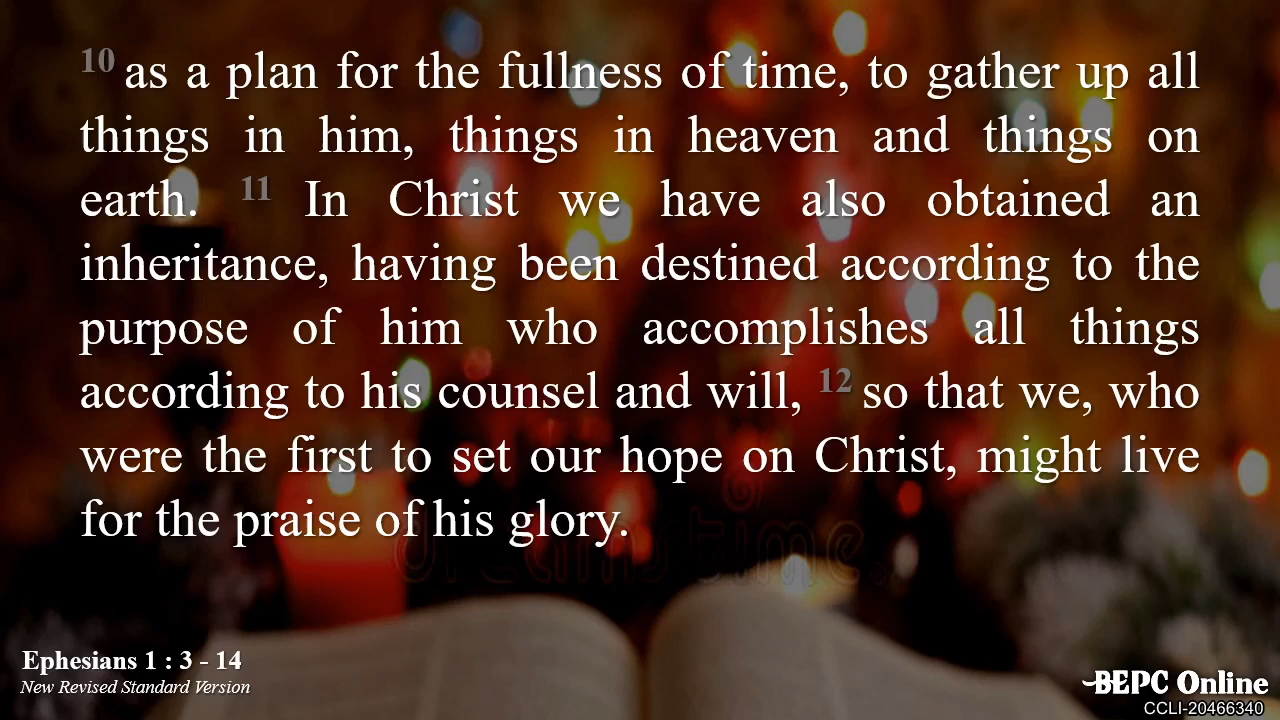 10 as a plan for the fullness of time, to gather up all
things in him, things in heaven and things on
earth. 11 In Christ we have also obtained an
inheritance, having been destined according to the
purpose of him who accomplishes all things
according to his counsel and will, 12 so that we, who
were the first to set our hope on Christ, might live
for the praise of his glory.
dreamstime.
Ephesians 1 : 3 - 14
New Revised Standard Version
BEPC Online
CCLI-20466340